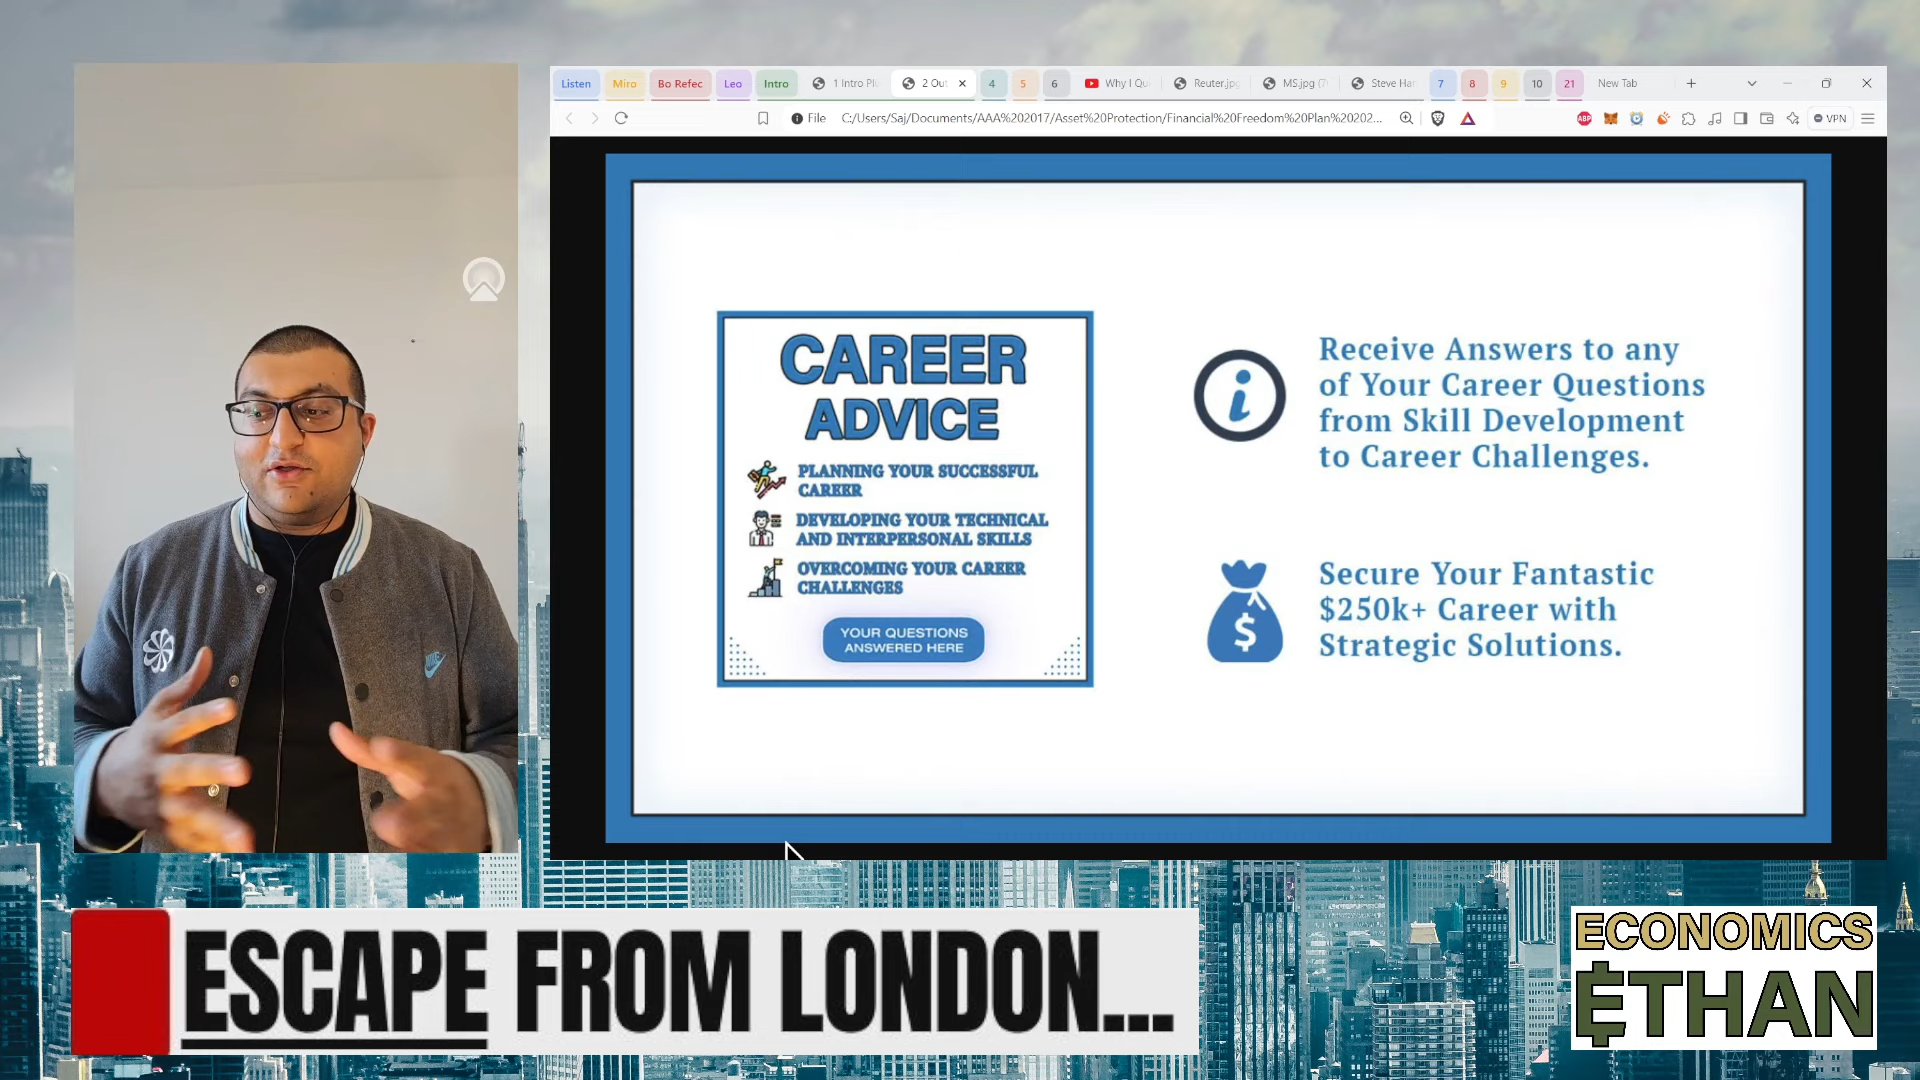 Listen
Miro
Bo Refec
Leo
Intro
1 Intro Pl
2 Out
4
5
6
Why I Qu
Reuter.jpg
MS.jpg (7
Steve Har
7
8
9
10
21
New Tab
File
C:/Users/Saj/Documents/AAA%202017/Asset%20Protection/Financial%20Freedom%20Plan%20202...
ABP
VPN
CAREER
ADVICE
PLANNING YOUR SUCCESSFUL
CAREER
DEVELOPING YOUR TECHNICAL
AND INTERPERSONAL SKILLS
OVERCOMING YOUR CAREER
CHALLENGES
YOUR QUESTIONS
ANSWERED HERE
Receive Answers to any
of Your Career Questions
from Skill Development
to Career Challenges.
Secure Your Fantastic
$250k+ Career with
Strategic Solutions.
ESCAPE FROM LONDON...
ECONOMICS
ETHAN